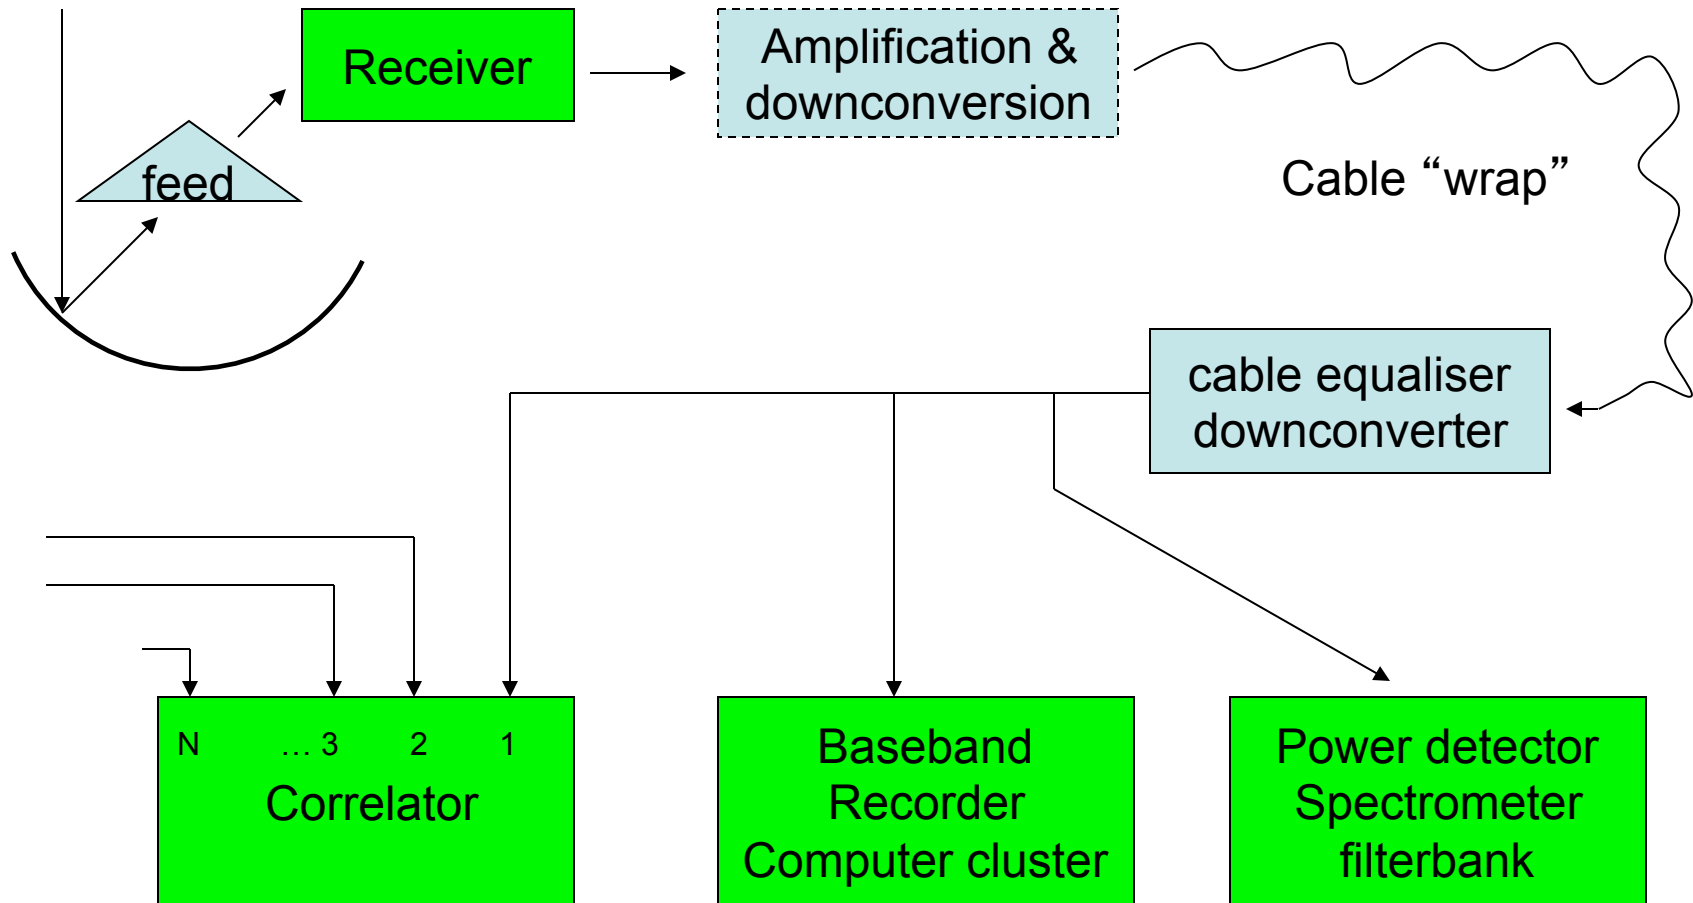 Receiver
Amplification &
downconversion
feed
Cable “wrap”
cable equaliser
downconverter
N … 3 2 1
Correlator
Baseband
Recorder
Computer cluster
Power detector
Spectrometer
filterbank